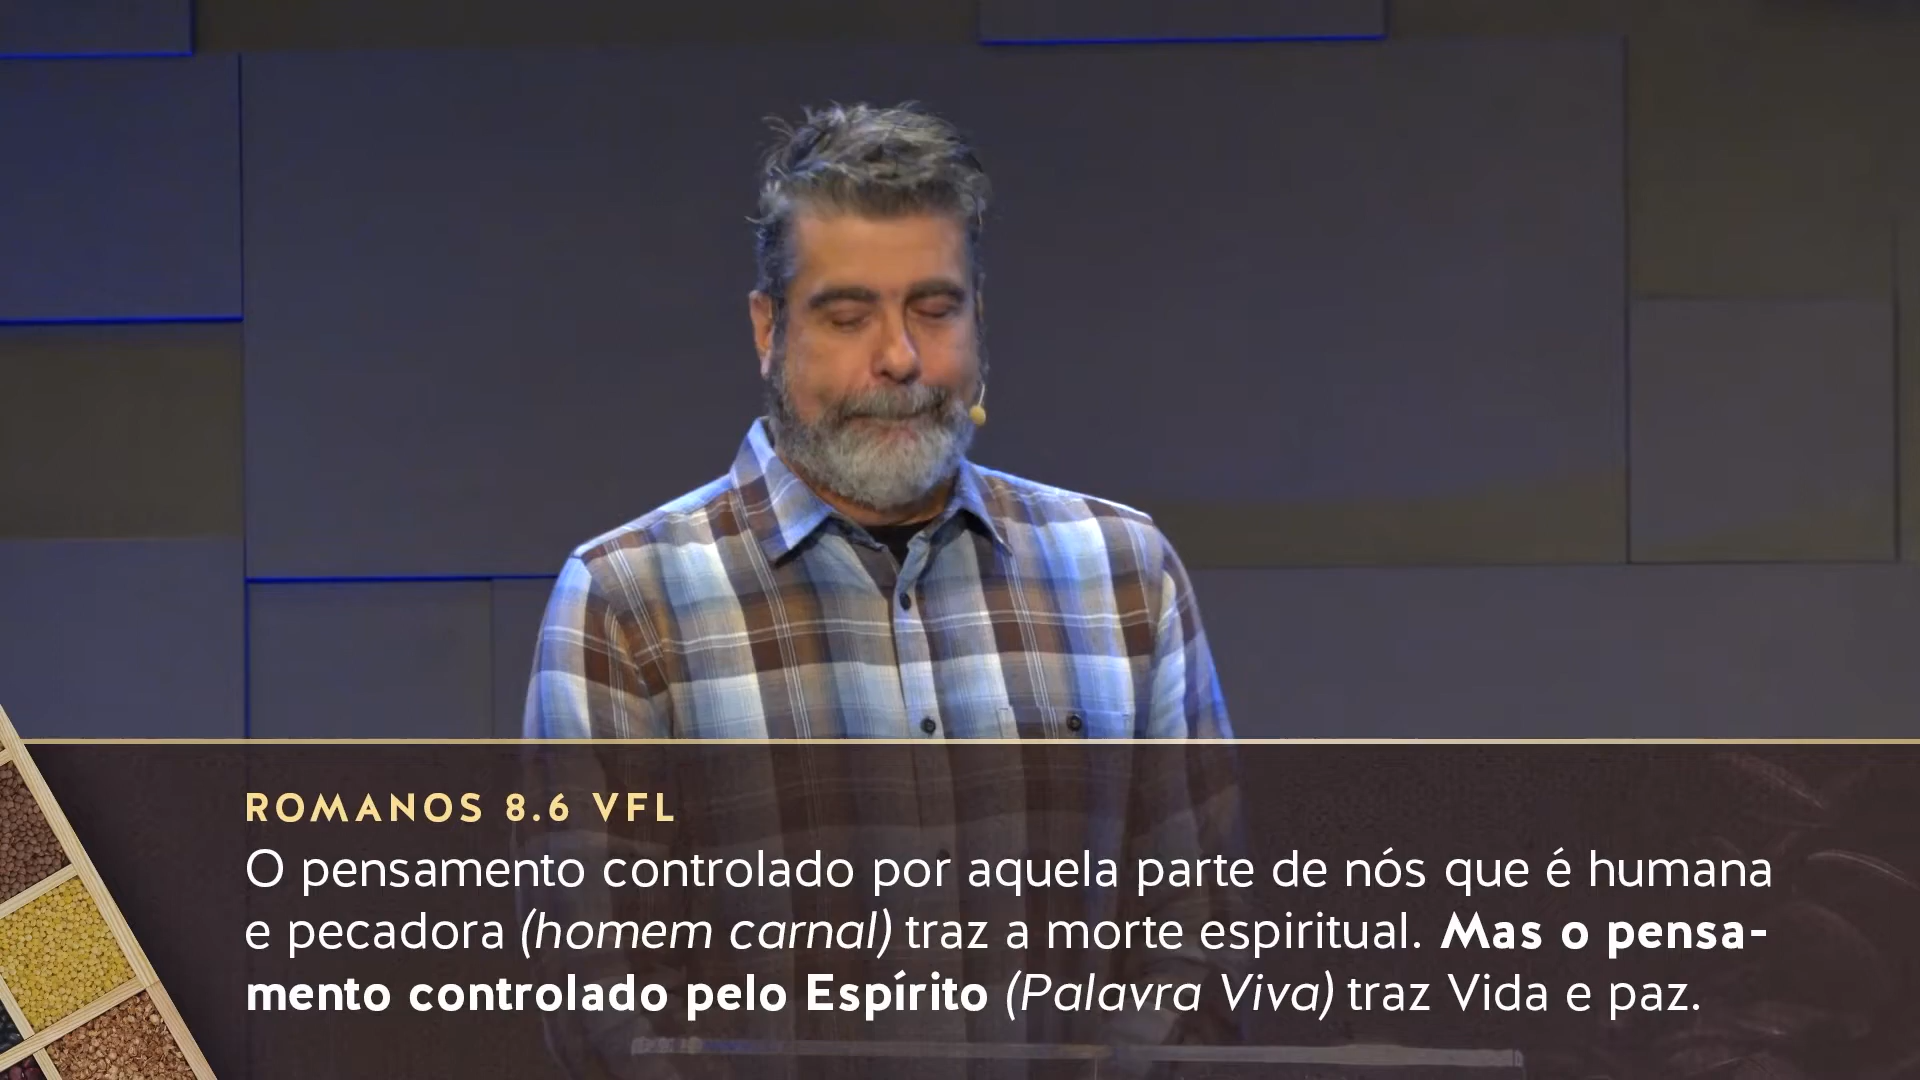 ROMANOS 8.6 VFL
O pensamento controlado por aquela parte de nós que é humana
e pecadora (homem carnal) traz a morte espiritual. Mas o pensa-
mento controlado pelo Espírito (Palavra Viva) traz Vida e paz.